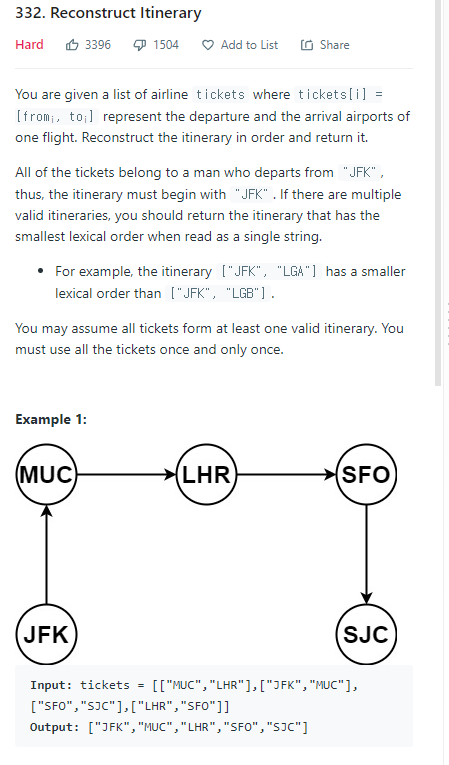 332. Reconstruct Itinerary
Hard 3396 1504 Add to List Share
You are given a list of airline tickets where tickets[i] =
[fromᵢ, toᵢ] represent the departure and the arrival airports of
one flight. Reconstruct the itinerary in order and return it.
All of the tickets belong to a man who departs from "JFK",
thus, the itinerary must begin with "JFK". If there are multiple
valid itineraries, you should return the itinerary that has the
smallest lexical order when read as a single string.
• For example, the itinerary ["JFK", "LGA"] has a smaller
lexical order than ["JFK", "LGB"].
You may assume all tickets form at least one valid itinerary. You
must use all the tickets once and only once.
Example 1:
MUC LHR SFO
JFK SJC
Input: tickets = [["MUC","LHR"],["JFK","MUC"],
["SFO","SJC"],["LHR","SFO"]]
Output: ["JFK","MUC","LHR","SFO","SJC"]